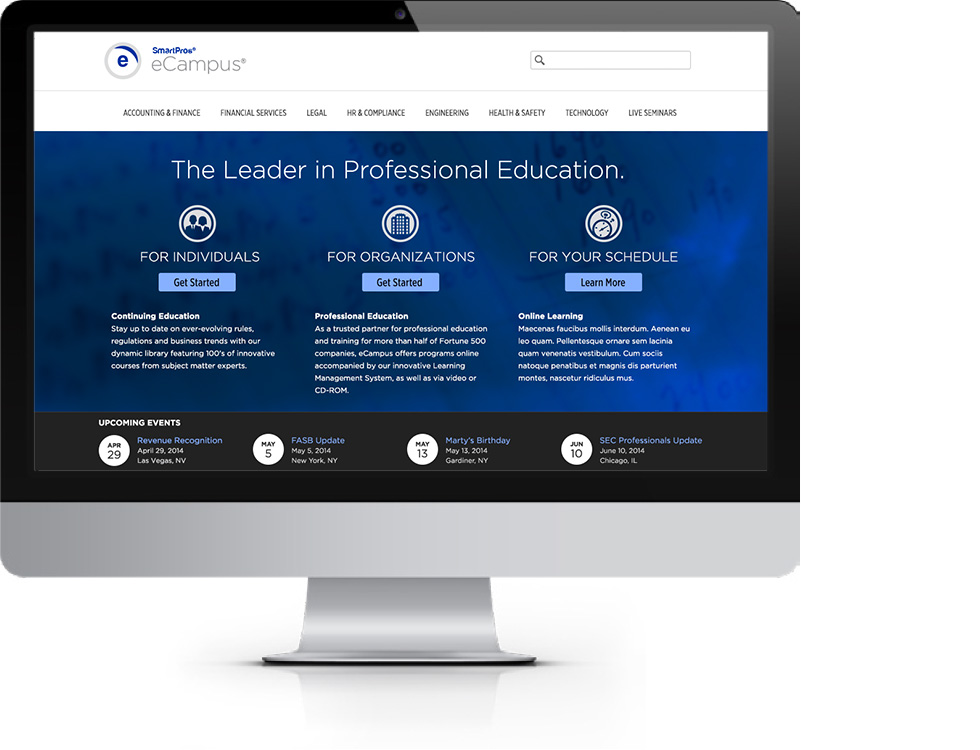 SmartPros®
eCampus®
ACCOUNTING & FINANCE FINANCIAL SERVICES LEGAL HR & COMPLIANCE ENGINEERING HEALTH & SAFETY TECHNOLOGY LIVE SEMINARS
The Leader in Professional Education.
FOR INDIVIDUALS
Get Started
Continuing Education
Stay up to date on ever-evolving rules,
regulations and business trends with our
dynamic library featuring 100's of innovative
courses from subject matter experts.
FOR ORGANIZATIONS
Get Started
Professional Education
As a trusted partner for professional education
and training for more than half of Fortune 500
companies, eCampus offers programs online
accompanied by our innovative Learning
Management System, as well as via video or
CD-ROM.
FOR YOUR SCHEDULE
Learn More
Online Learning
Maecenas faucibus mollis interdum. Aenean eu
leo quam. Pellentesque ornare sem lacinia
quam venenatis vestibulum. Cum sociis
natoque penatibus et magnis dis parturient
montes, nascetur ridiculus mus.
UPCOMING EVENTS
APR
29
Revenue Recognition
April 29, 2014
Las Vegas, NV
MAY
5
FASB Update
May 5, 2014
New York, NY
MAY
13
Marty's Birthday
May 13, 2014
Gardiner, NY
JUN
10
SEC Professionals Update
June 10, 2014
Chicago, IL